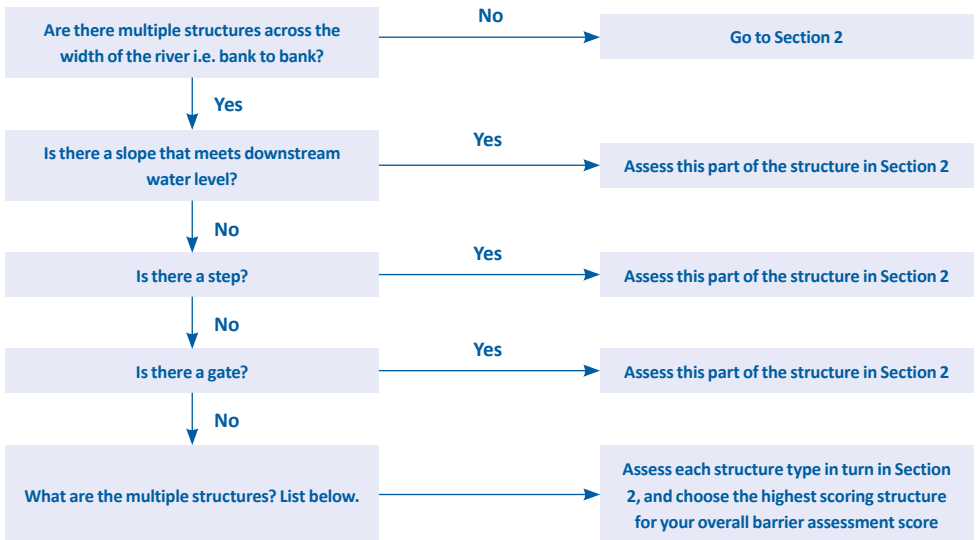 Are there multiple structures across the
width of the river i.e. bank to bank?
No
Go to Section 2
Yes
Is there a slope that meets downstream
water level?
Yes
Assess this part of the structure in Section 2
No
Is there a step?
Yes
Assess this part of the structure in Section 2
No
Is there a gate?
Yes
Assess this part of the structure in Section 2
No
What are the multiple structures? List below.
Assess each structure type in turn in Section
2, and choose the highest scoring structure
for your overall barrier assessment score